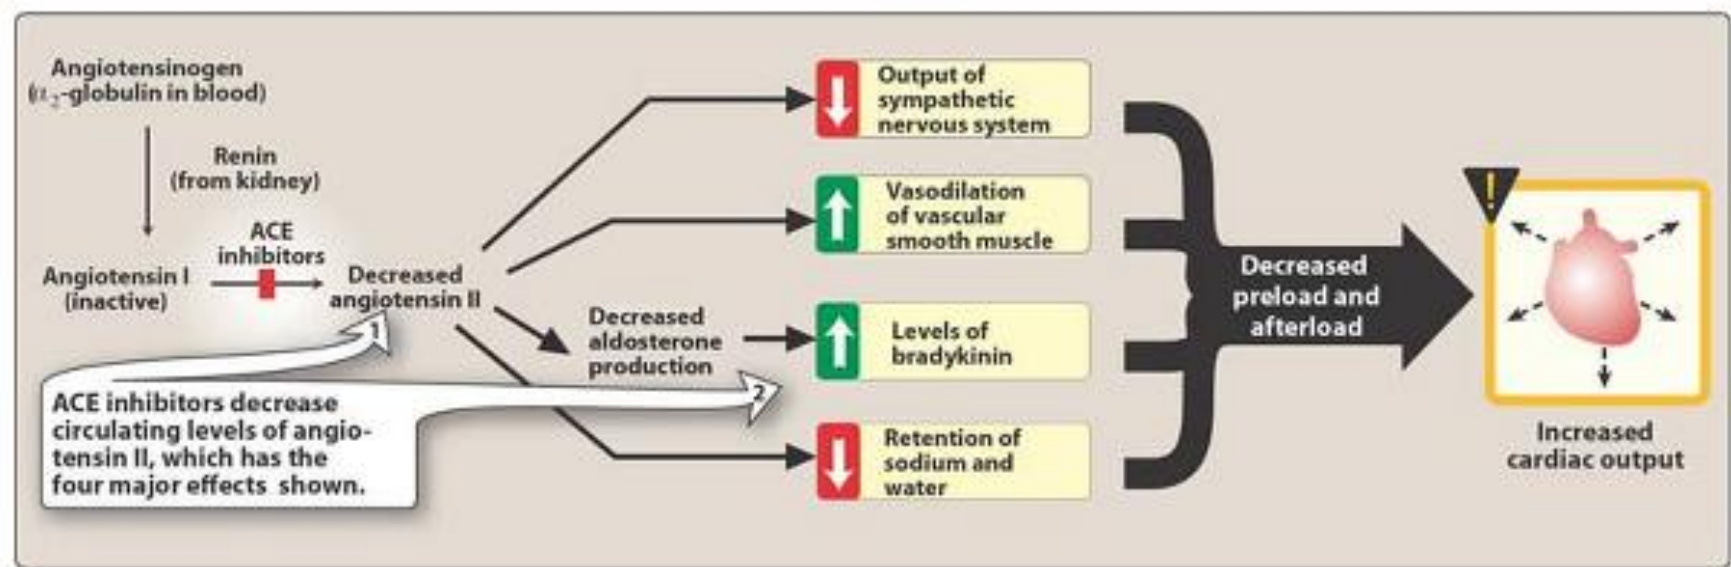 Angiotensinogen
(α₂-globulin in blood)
Renin
(from kidney)
ACE
inhibitors
Angiotensin I
(inactive)
Decreased
angiotensin II
1
Decreased
aldosterone
production
2
ACE inhibitors decrease
circulating levels of angio-
tensin II, which has the
four major effects shown.
Output of
sympathetic
nervous system
Vasodilation
of vascular
smooth muscle
Levels of
bradykinin
Retention of
sodium and
water
Decreased
preload and
afterload
!
Increased
cardiac output